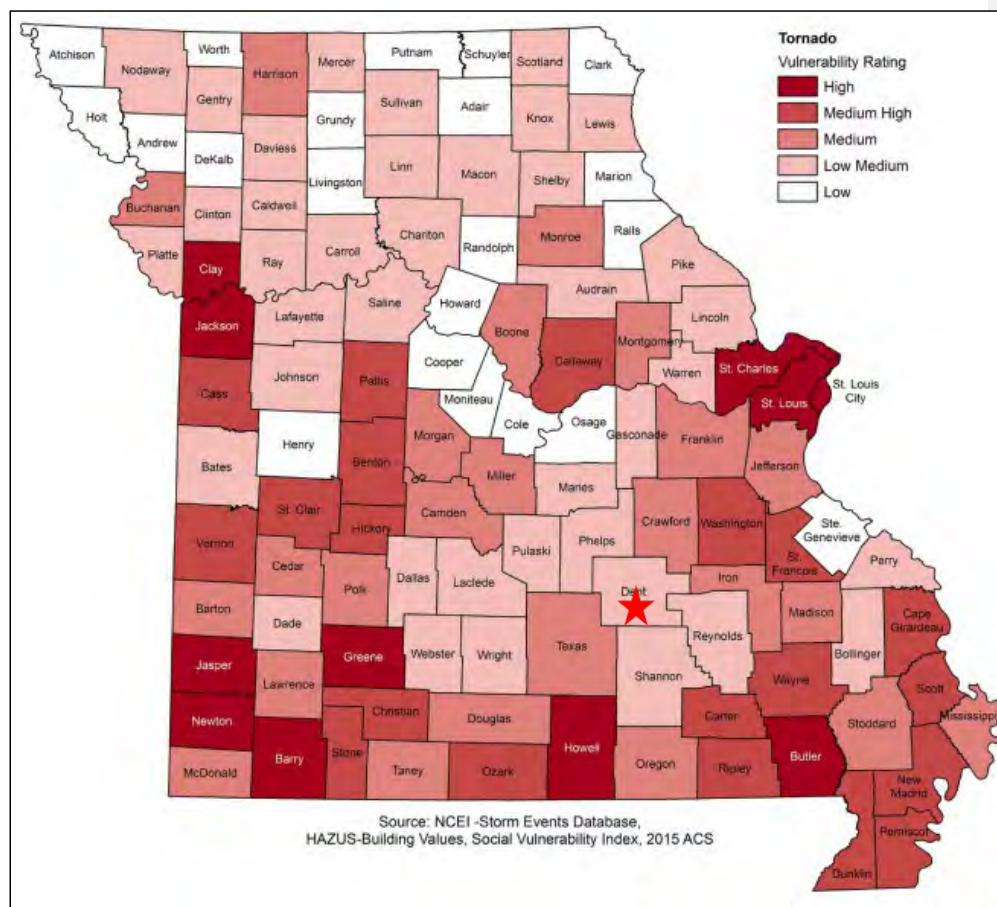 Tornado
Vulnerability Rating
High
Medium High
Medium
Low Medium
Low
Atchison
Worth
Putnam
Schuyler
Scotland
Clark
Nodaway
Harrison
Mercer
Gentry
Sullivan
Adair
Knox
Lewis
Holt
Andrew
DeKalb
Daviess
Grundy
Linn
Macon
Shelby
Marion
Livingston
Buchanan
Clinton
Caldwell
Chariton
Randolph
Monroe
Ralls
Platte
Clay
Ray
Carroll
Pike
Audrain
Saline
Howard
Jackson
Lafayette
Boone
Callaway
Montgomery
Lincoln
Warren
St. Charles
St. Louis
City
St. Louis
Cass
Johnson
Pettis
Cooper
Moniteau
Cole
Osage
Gasconade
Franklin
Jefferson
Henry
Benton
Morgan
Bates
Miller
Maries
St. Clair
Hickory
Camden
Crawford
Washington
Ste.
Genevieve
Vernon
Cedar
Polk
Dallas
Laclede
Pulaski
Phelps
Dent
Iron
St.
Francois
Perry
Barton
Dade
Madison
Cape
Girardeau
Reynolds
Bollinger
Jasper
Greene
Webster
Wright
Texas
Shannon
Wayne
Scott
Lawrence
Newton
Christian
Douglas
Howell
Carter
Butler
Stoddard
Mississippi
McDonald
Barry
Stone
Taney
Ozark
Oregon
Ripley
New
Madrid
Pemiscot
Dunklin
Source: NCEI -Storm Events Database,
HAZUS-Building Values, Social Vulnerability Index, 2015 ACS